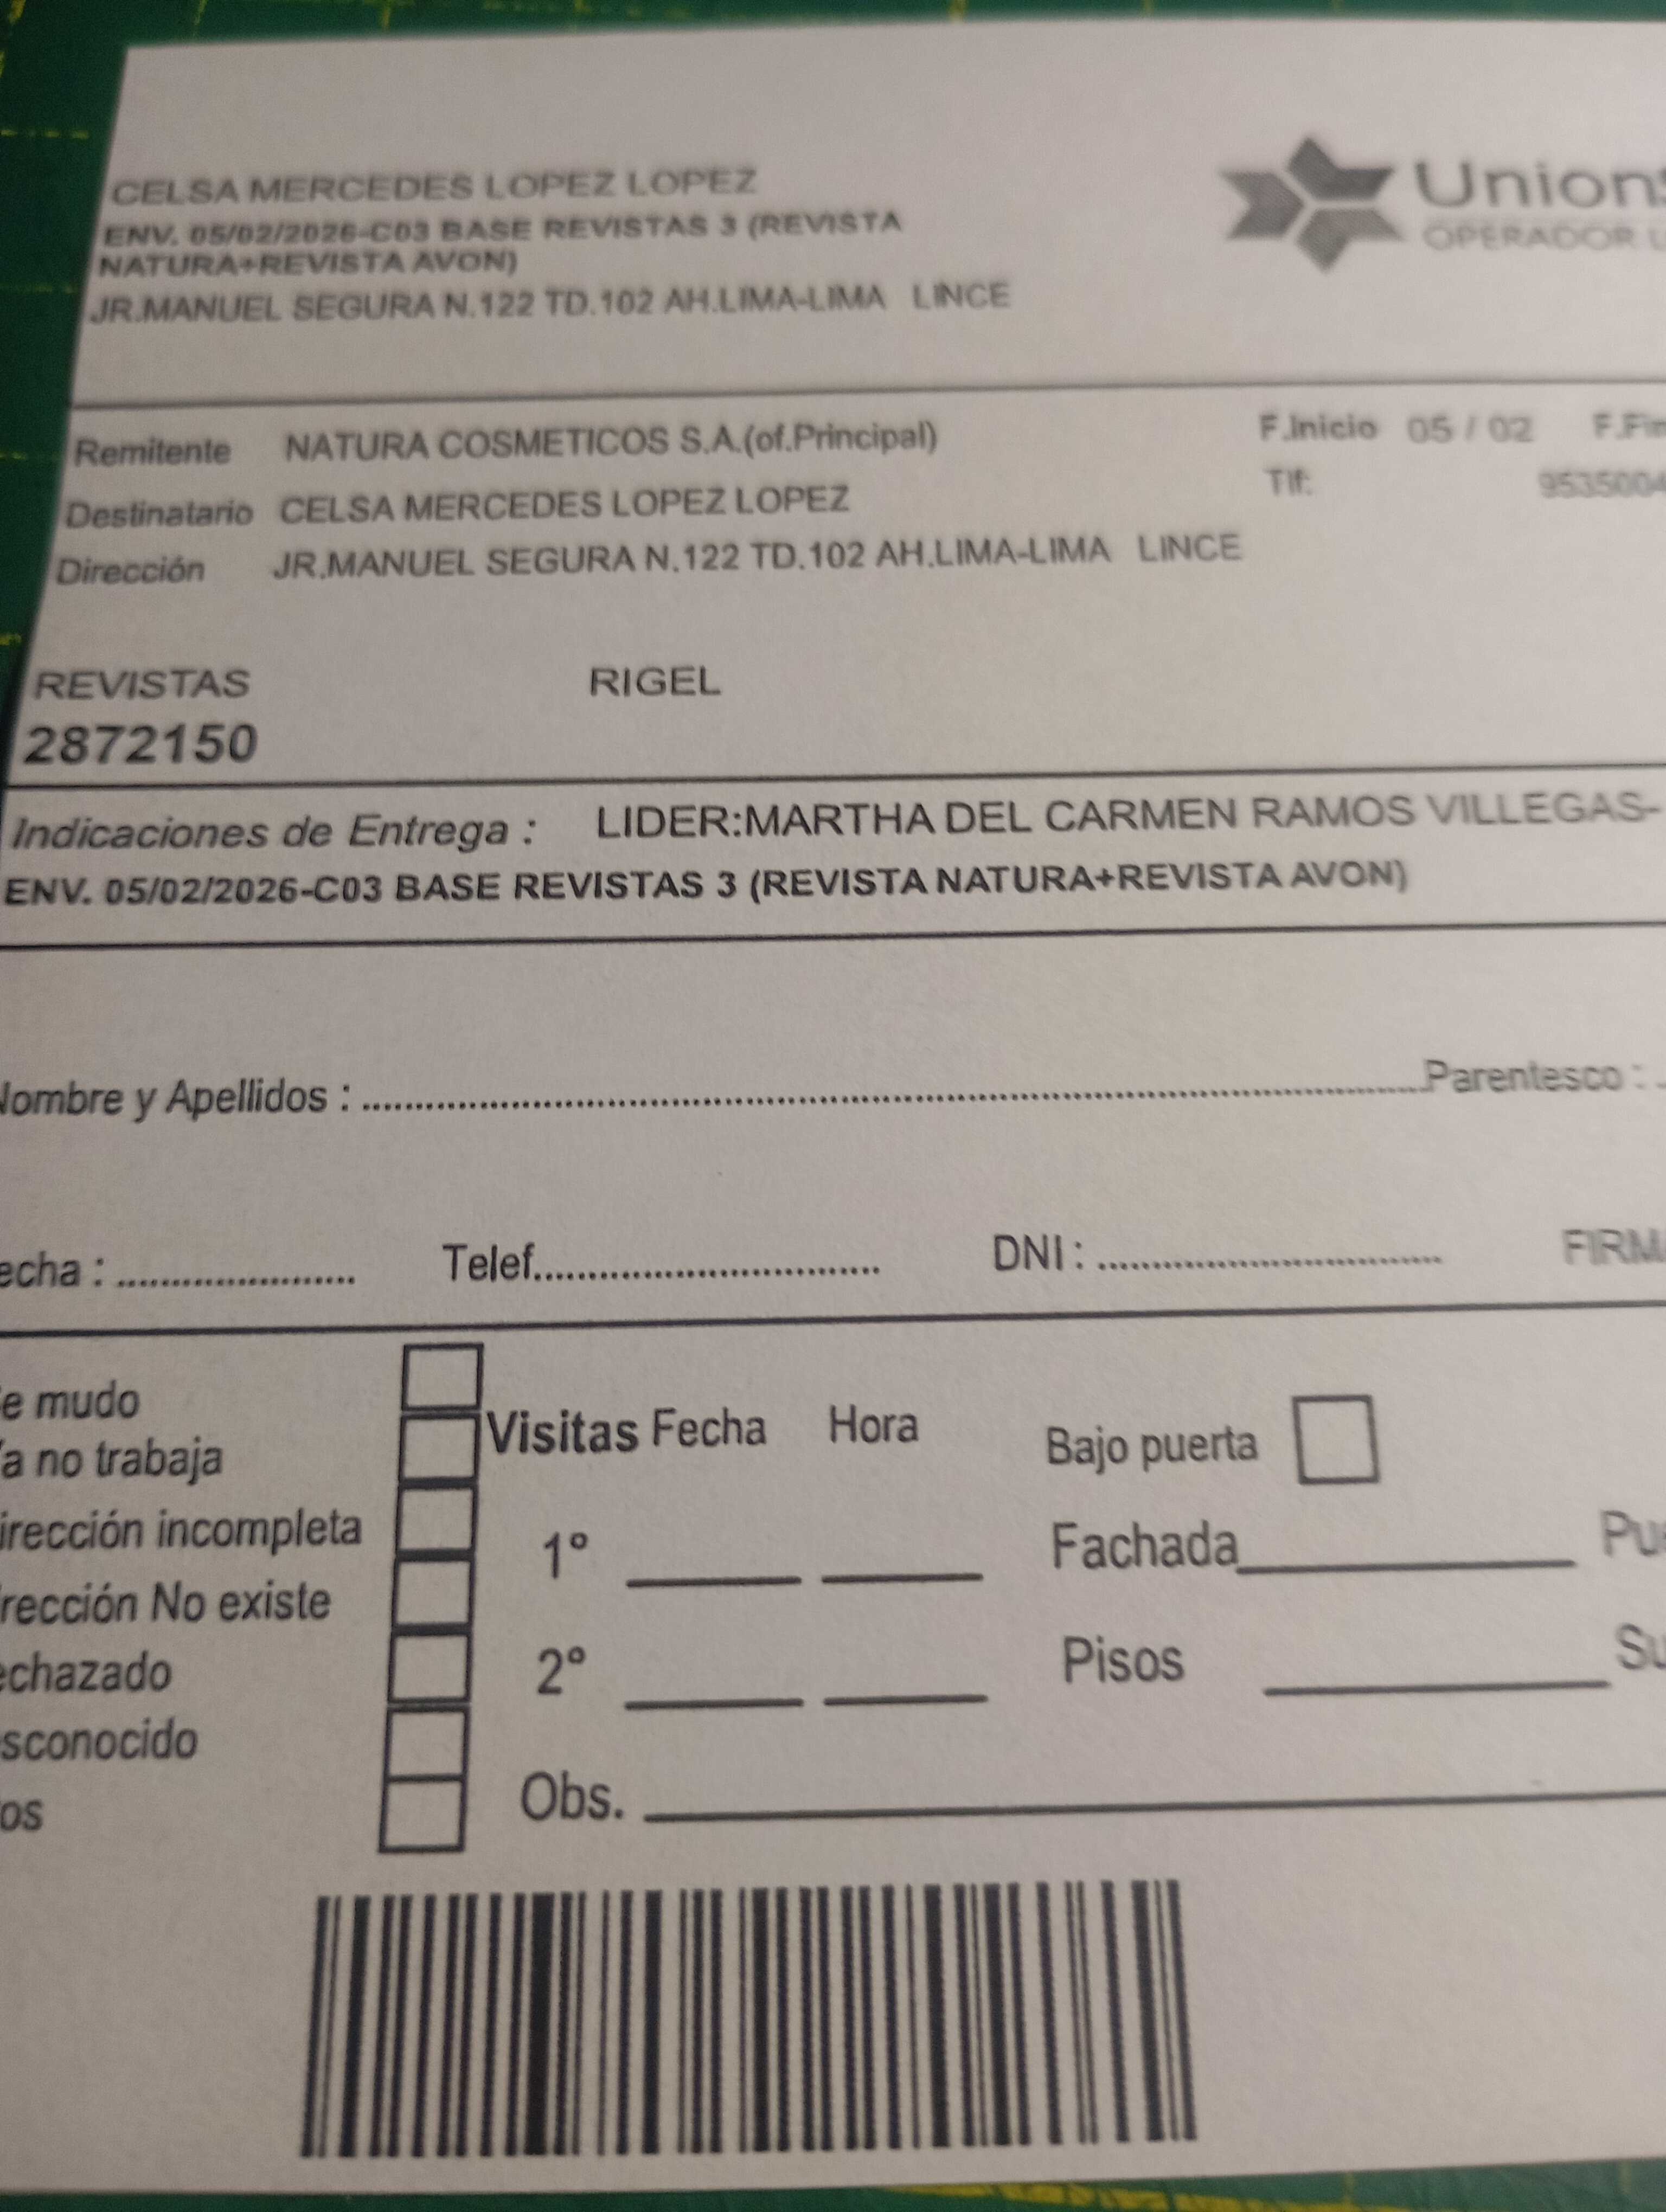 CELSA MERCEDES LOPEZ LOPEZ
ENV. 05/02/2026-C03 BASE REVISTAS 3 (REVISTA
NATURA+REVISTA AVON)
JR.MANUEL SEGURA N.122 TD.102 AH.LIMA-LIMA LINCE
Union
OPERADOR L
Remitente NATURA COSMETICOS S.A.(of.Principal) F.Inicio 05 / 02 F.Fin
Destinatario CELSA MERCEDES LOPEZ LOPEZ Tlf: 9535004
Dirección JR.MANUEL SEGURA N.122 TD.102 AH.LIMA-LIMA LINCE
REVISTAS RIGEL
2872150
Indicaciones de Entrega : LIDER:MARTHA DEL CARMEN RAMOS VILLEGAS-
ENV. 05/02/2026-C03 BASE REVISTAS 3 (REVISTA NATURA+REVISTA AVON)
Nombre y Apellidos : Parentesco :
echa : Telef. DNI : FIRMA
e mudo
a no trabaja Visitas Fecha Hora Bajo puerta
irección incompleta 1° Fachada Pue
rección No existe
echazado 2° Pisos Su
sconocido
os Obs.